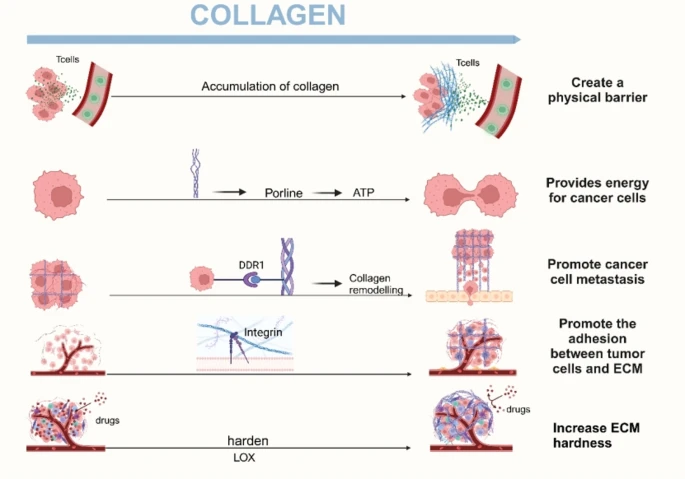 COLLAGEN
Tcells
Accumulation of collagen
Tcells
Create a
physical barrier
Porline
ATP
Provides energy
for cancer cells
DDR1
Collagen
remodelling
Promote cancer
cell metastasis
Integrin
Promote the
adhesion
between tumor
cells and ECM
drugs
harden
LOX
drugs
Increase ECM
hardness